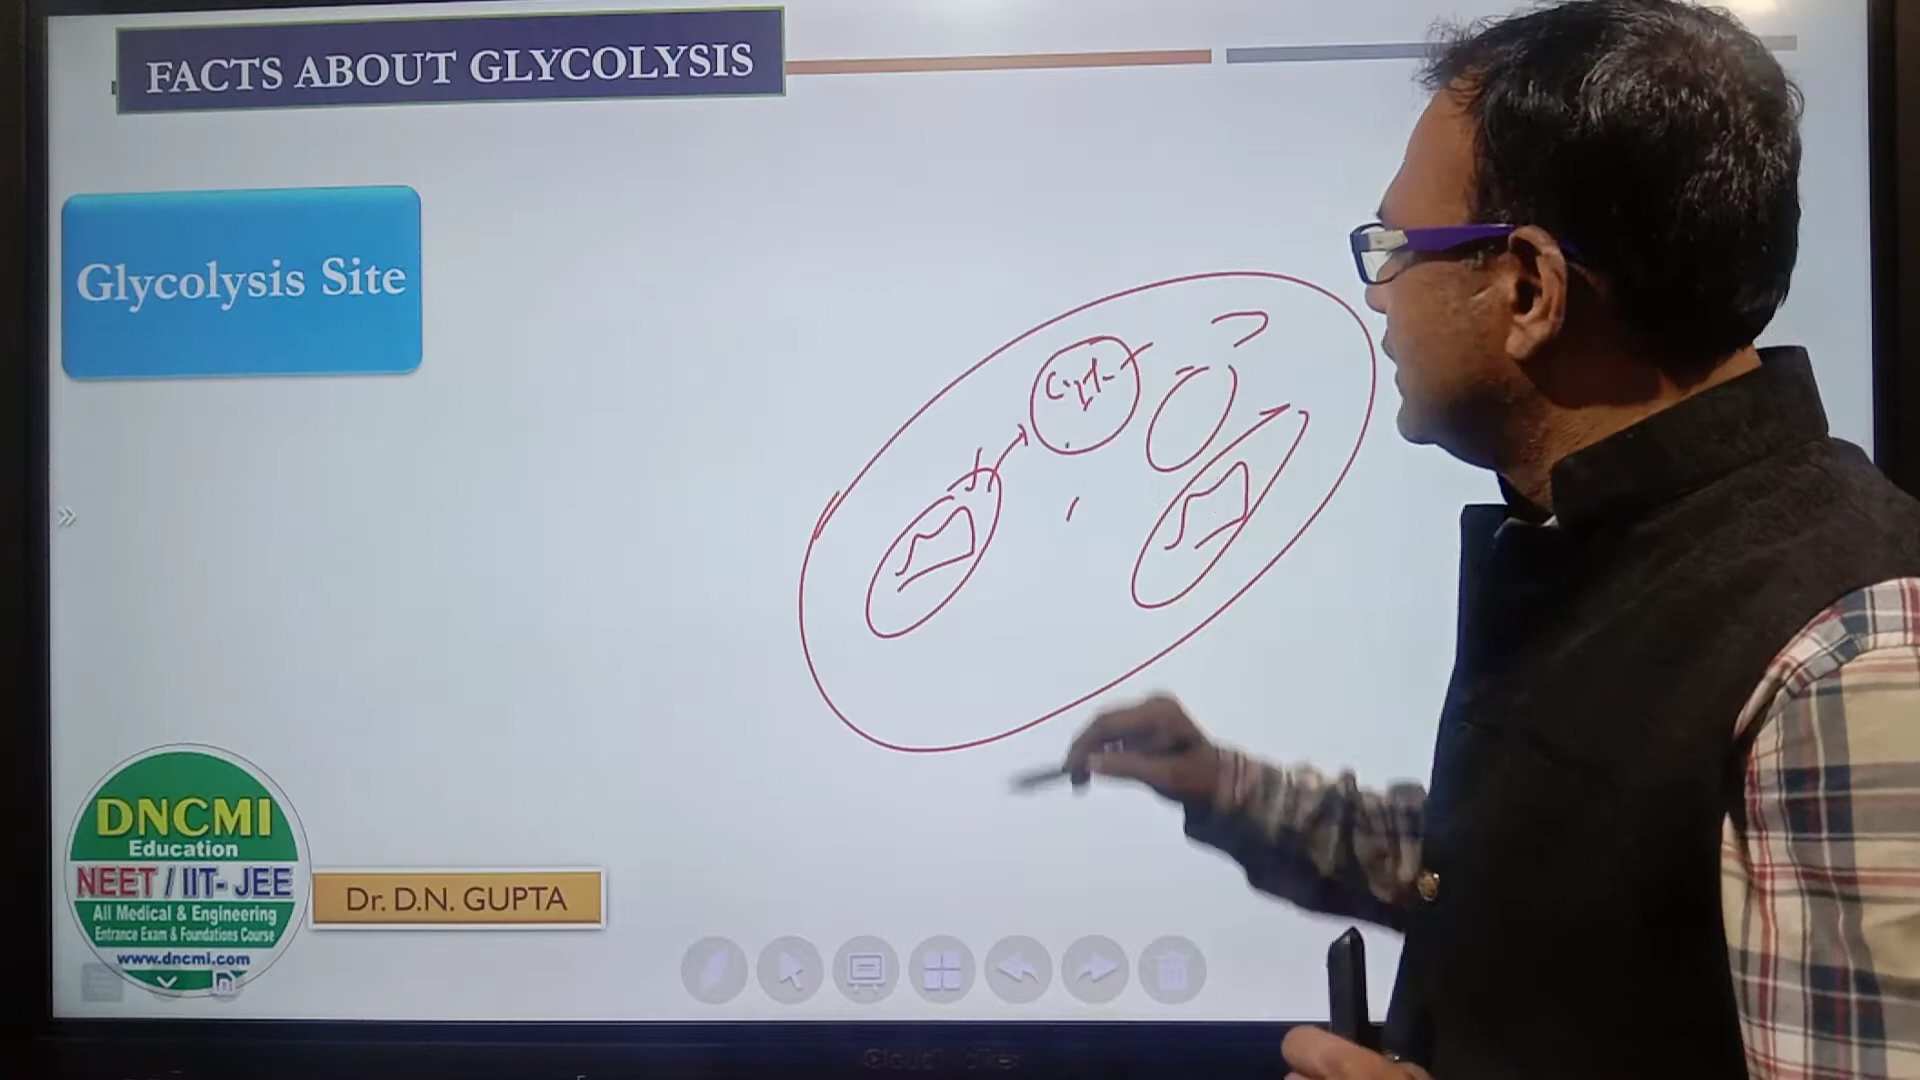 FACTS ABOUT GLYCOLYSIS
Glycolysis Site
DNCMI
Education
NEET / IIT- JEE
All Medical & Engineering
Entrance Exam & Foundations Course
www.dncmi.com
Dr. D.N. GUPTA